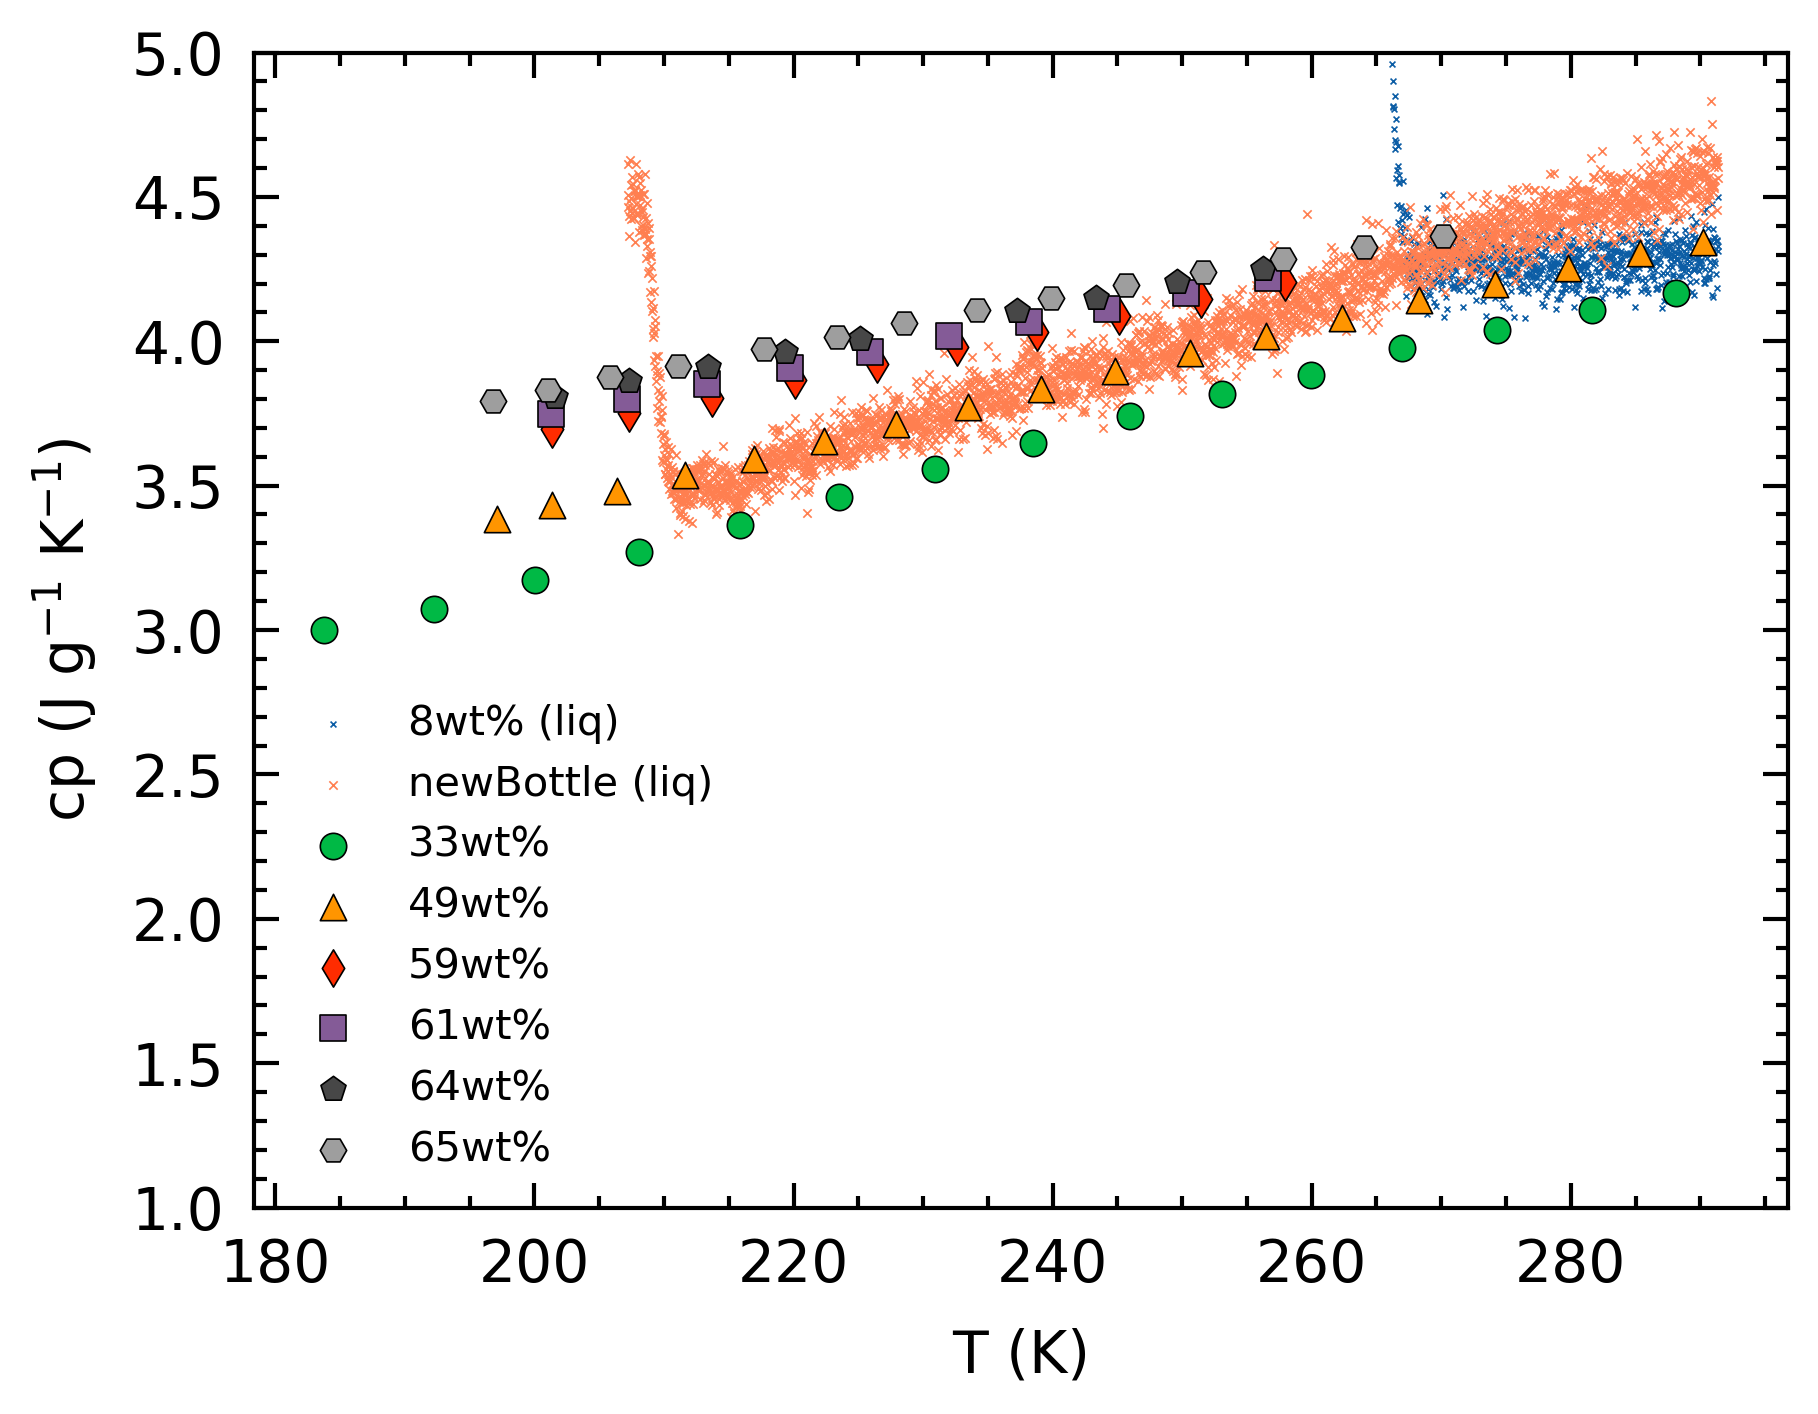 5.0
4.5
4.0
3.5
3.0
2.5
2.0
1.5
1.0
cp (J g⁻¹ K⁻¹)
8wt% (liq)
newBottle (liq)
33wt%
49wt%
59wt%
61wt%
64wt%
65wt%
180 200 220 240 260 280
T (K)